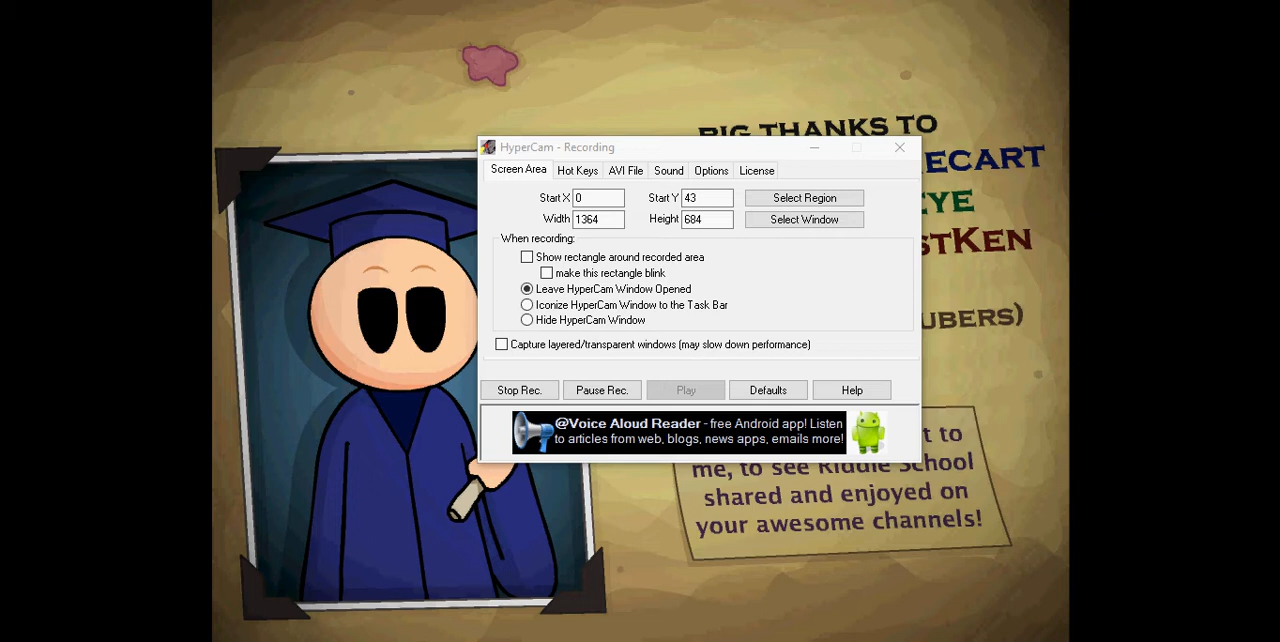 BIG THANKS TO
ECART
EYE
stKen
UBERS)
HyperCam - Recording
Screen Area Hot Keys AVI File Sound Options License
Start X 0 Start Y 43 Select Region
Width 1364 Height 684 Select Window
When recording:
Show rectangle around recorded area
make this rectangle blink
Leave HyperCam Window Opened
Iconize HyperCam Window to the Task Bar
Hide HyperCam Window
Capture layered/transparent windows (may slow down performance)
Stop Rec. Pause Rec. Play Defaults Help
@Voice Aloud Reader - free Android app! Listen
to articles from web, blogs, news apps, emails more!
t to
me, to see Riddle School
shared and enjoyed on
your awesome channels!